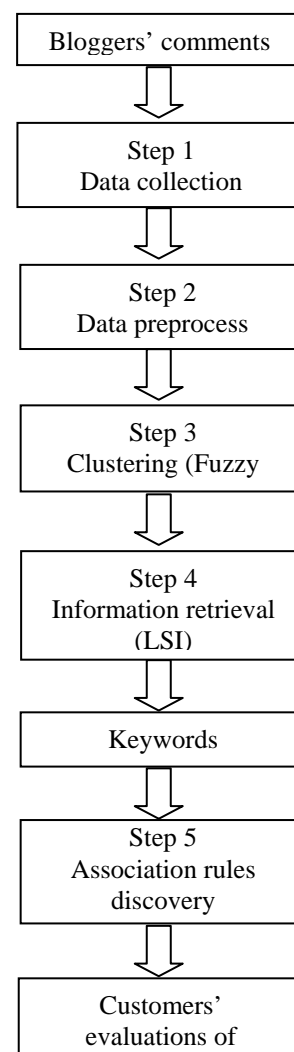 Bloggers’ comments
Step 1
Data collection
Step 2
Data preprocess
Step 3
Clustering (Fuzzy
Step 4
Information retrieval
(LSI)
Keywords
Step 5
Association rules
discovery
Customers’
evaluations of